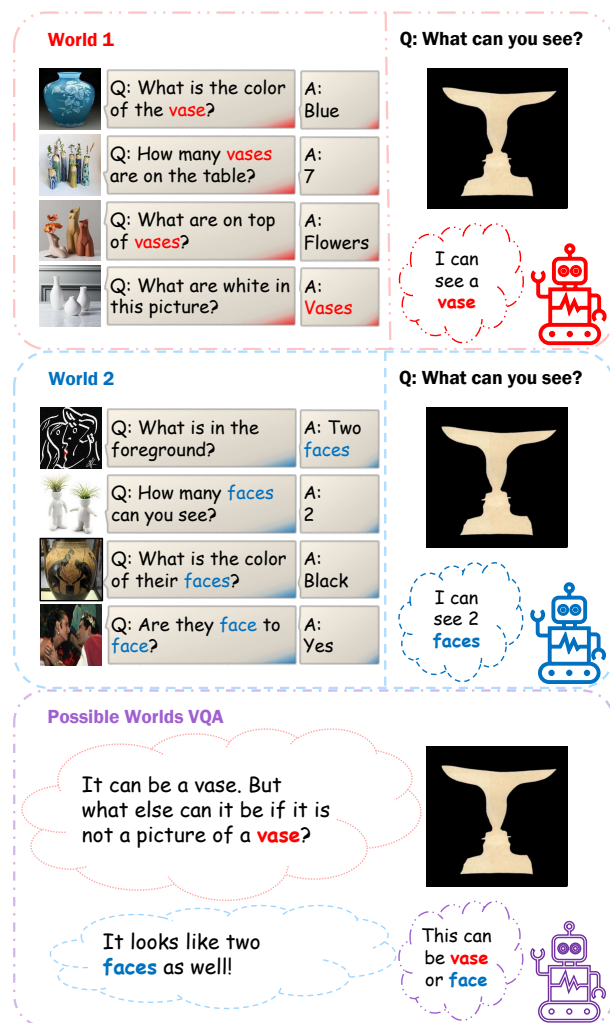 World 1
Q: What is the color
of the vase?
A:
Blue
Q: How many vases
are on the table?
A:
7
Q: What are on top
of vases?
A:
Flowers
Q: What are white in
this picture?
A:
Vases
Q: What can you see?
I can
see a
vase
World 2
Q: What is in the
foreground?
A: Two
faces
Q: How many faces
can you see?
A:
2
Q: What is the color
of their faces?
A:
Black
Q: Are they face to
face?
A:
Yes
Q: What can you see?
I can
see 2
faces
Possible Worlds VQA
It can be a vase. But
what else can it be if it is
not a picture of a vase?
It looks like two
faces as well!
This can
be vase
or face